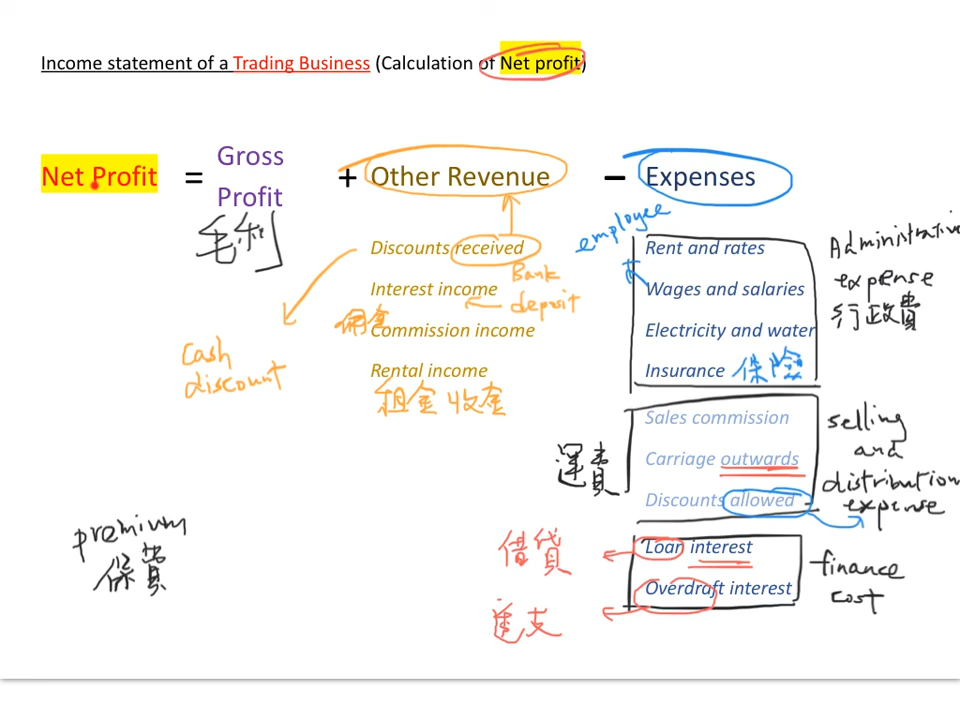 Income statement of a Trading Business (Calculation of Net profit)
Net Profit = Gross Profit + Other Revenue − Expenses
毛利
Discounts received
Bank deposit
Interest income
佣金
Commission income
Rental income
租金收金
Cash discount
employee
Rent and rates
Wages and salaries
Electricity and water
Insurance 保險
Administrative
expense
行政費
Sales commission
Carriage outwards
Discounts allowed
運費
selling
and
distribution
expense
Loan interest
Overdraft interest
借貸
透支
finance
cost
premium
保費